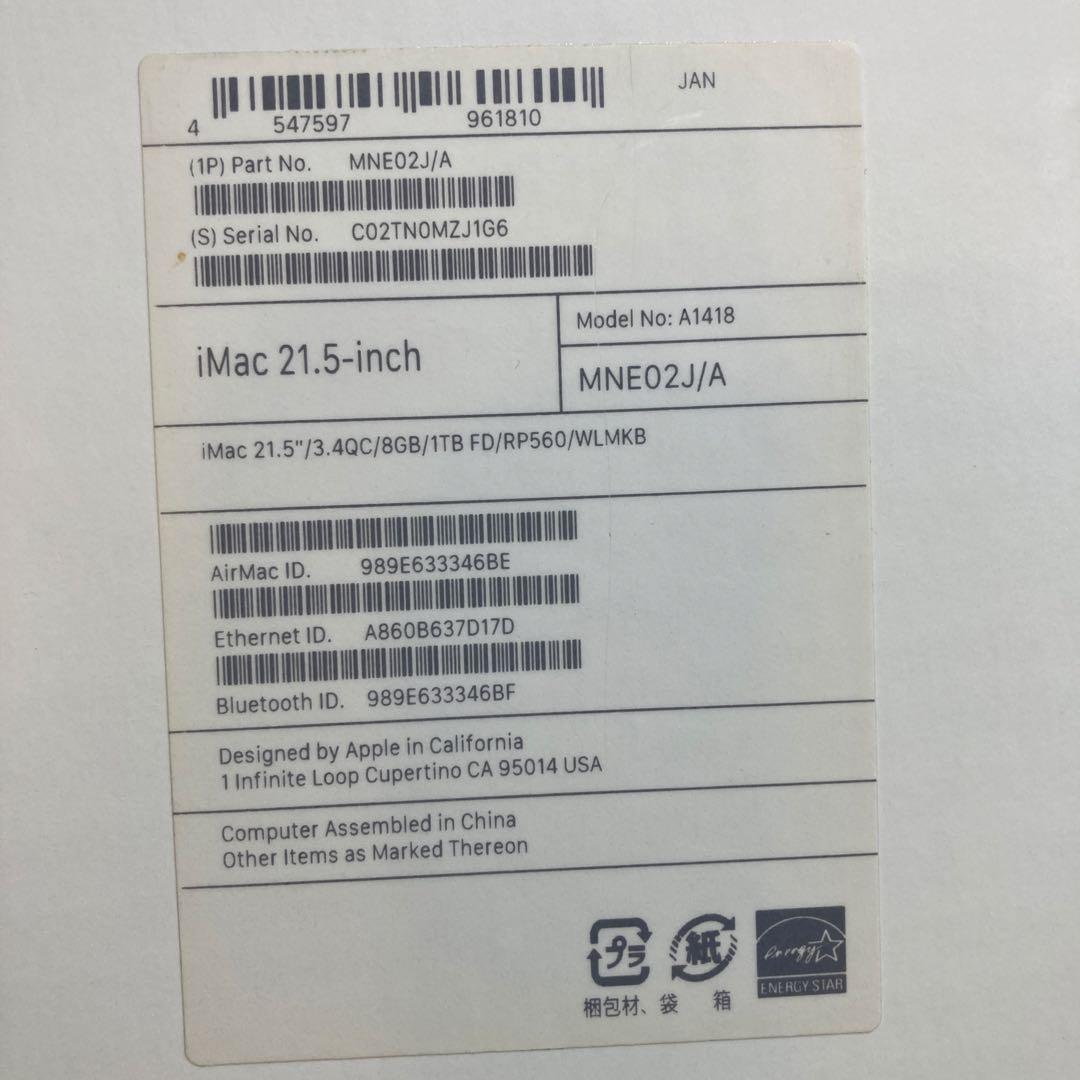 JAN
4 547597 961810
(1P) Part No. MNE02J/A
(S) Serial No. C02TN0MZJ1G6
iMac 21.5-inch
Model No: A1418
MNE02J/A
iMac 21.5"/3.4QC/8GB/1TB FD/RP560/WLMKB
AirMac ID. 989E633346BE
Ethernet ID. A860B637D17D
Bluetooth ID. 989E633346BF
Designed by Apple in California
1 Infinite Loop Cupertino CA 95014 USA
Computer Assembled in China
Other Items as Marked Thereon
プラ 紙 energy
ENERGY STAR
梱包材、袋 箱